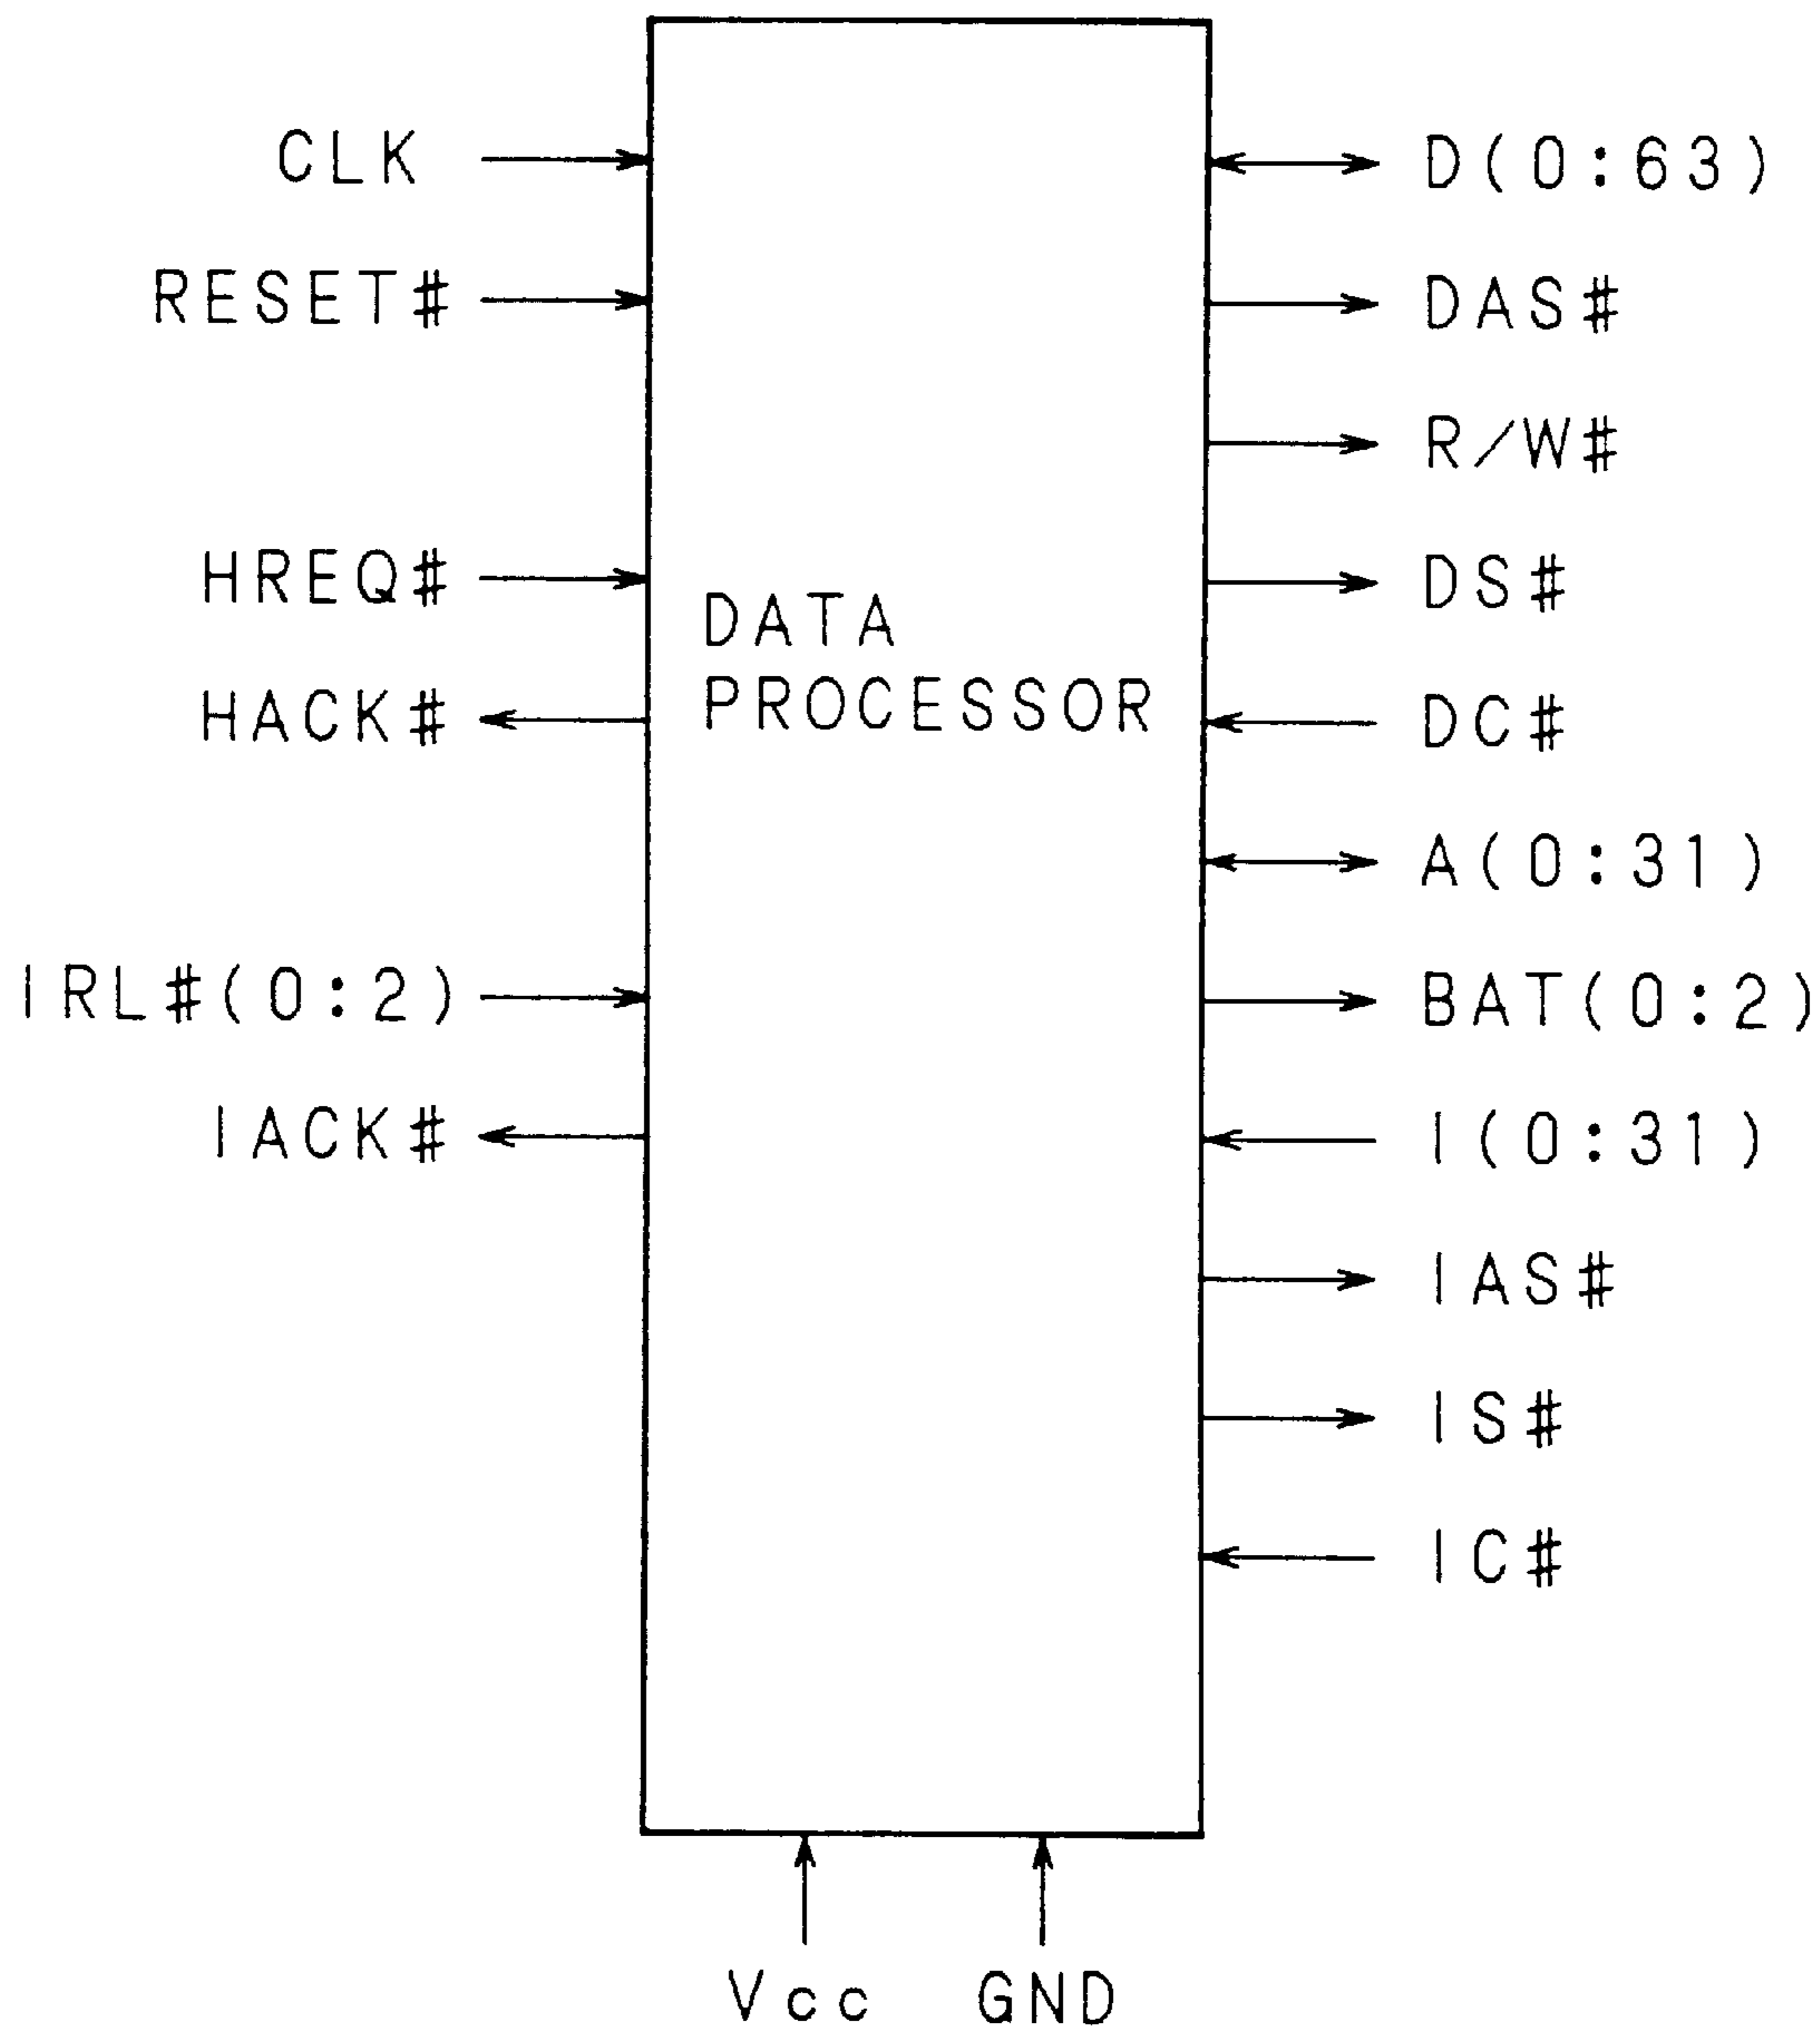 CLK
RESET#
HREQ#
HACK#
IRL#(0:2)
IACK#
DATA
PROCESSOR
D(0:63)
DAS#
R/W#
DS#
DC#
A(0:31)
BAT(0:2)
I(0:31)
IAS#
IS#
IC#
Vcc
GND